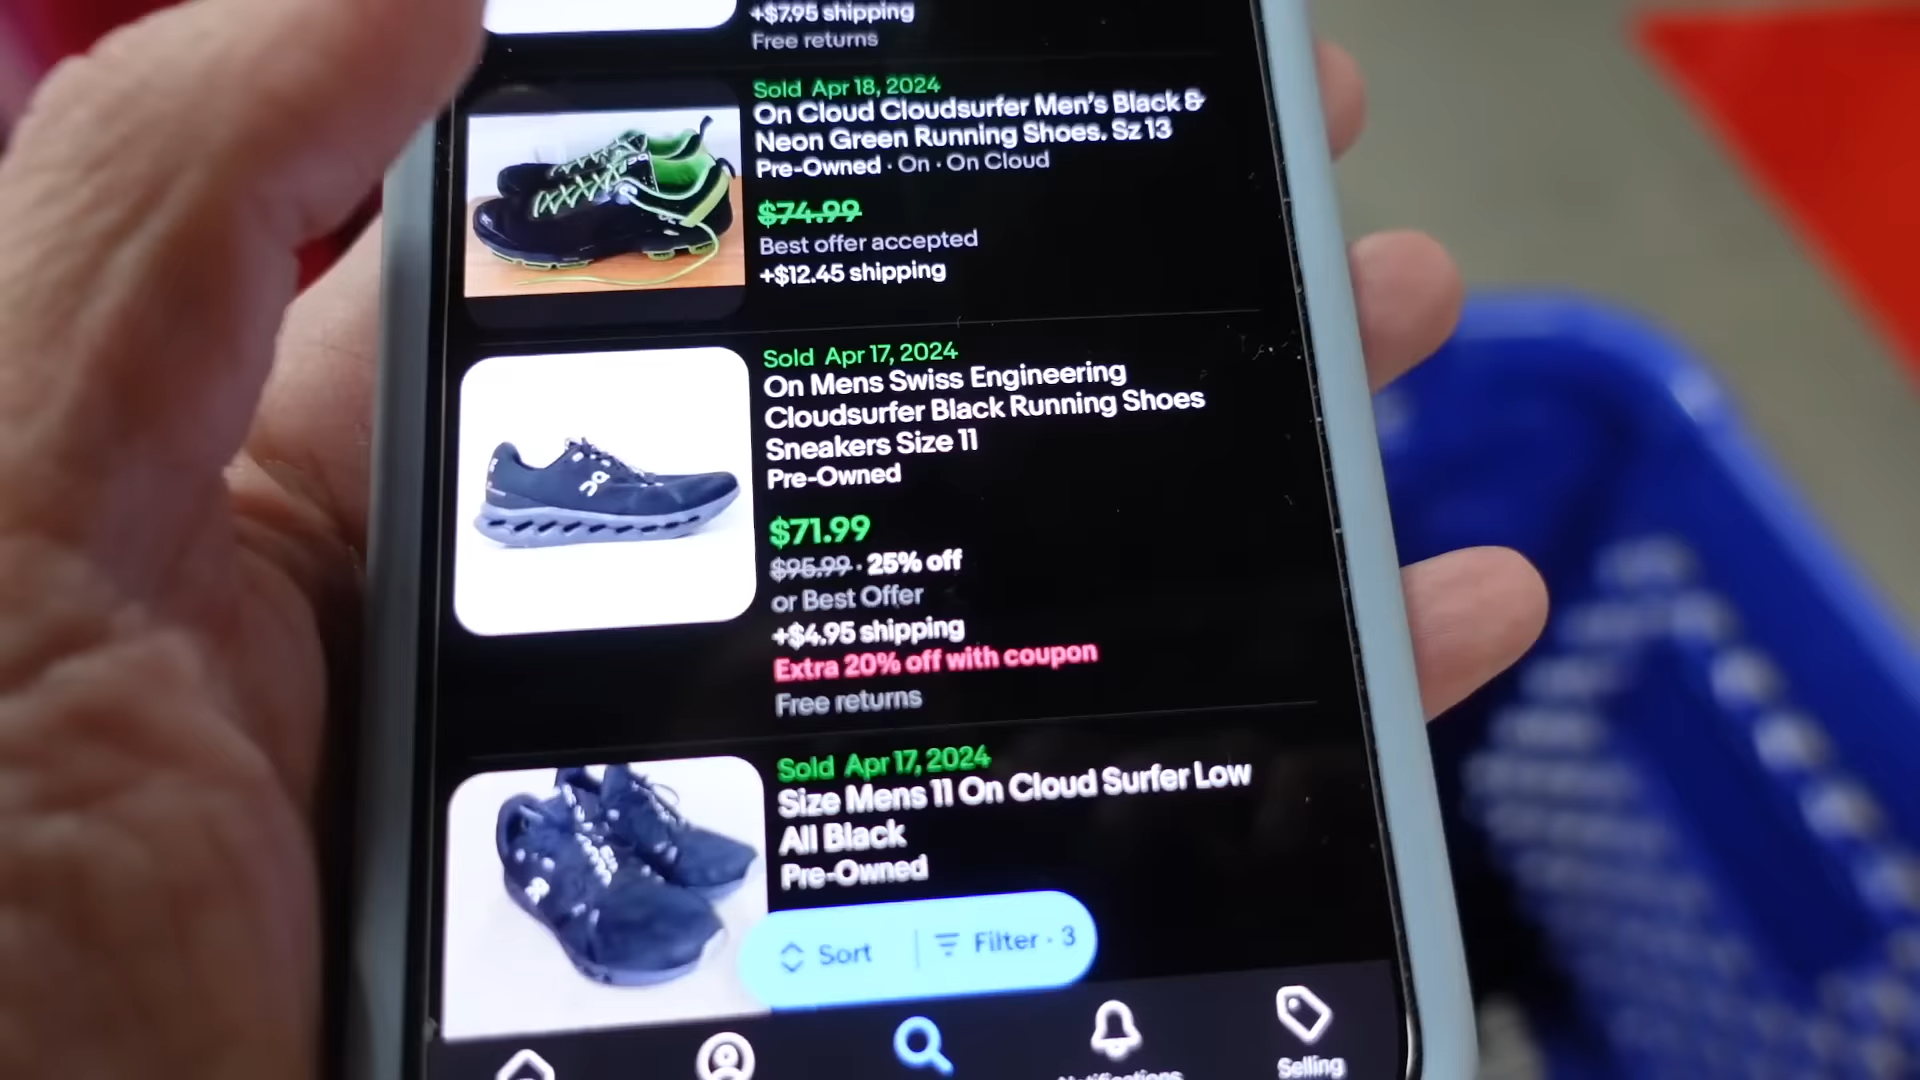 +$7.95 shipping
Free returns
Sold Apr 18, 2024
On Cloud Cloudsurfer Men's Black &
Neon Green Running Shoes. Sz 13
Pre-Owned · On · On Cloud
$74.99
Best offer accepted
+$12.45 shipping
Sold Apr 17, 2024
On Mens Swiss Engineering
Cloudsurfer Black Running Shoes
Sneakers Size 11
Pre-Owned
$71.99
$95.99 · 25% off
or Best Offer
+$4.95 shipping
Extra 20% off with coupon
Free returns
Sold Apr 17, 2024
Size Mens 11 On Cloud Surfer Low
All Black
Pre-Owned
Sort
Filter · 3
Notifications
Selling